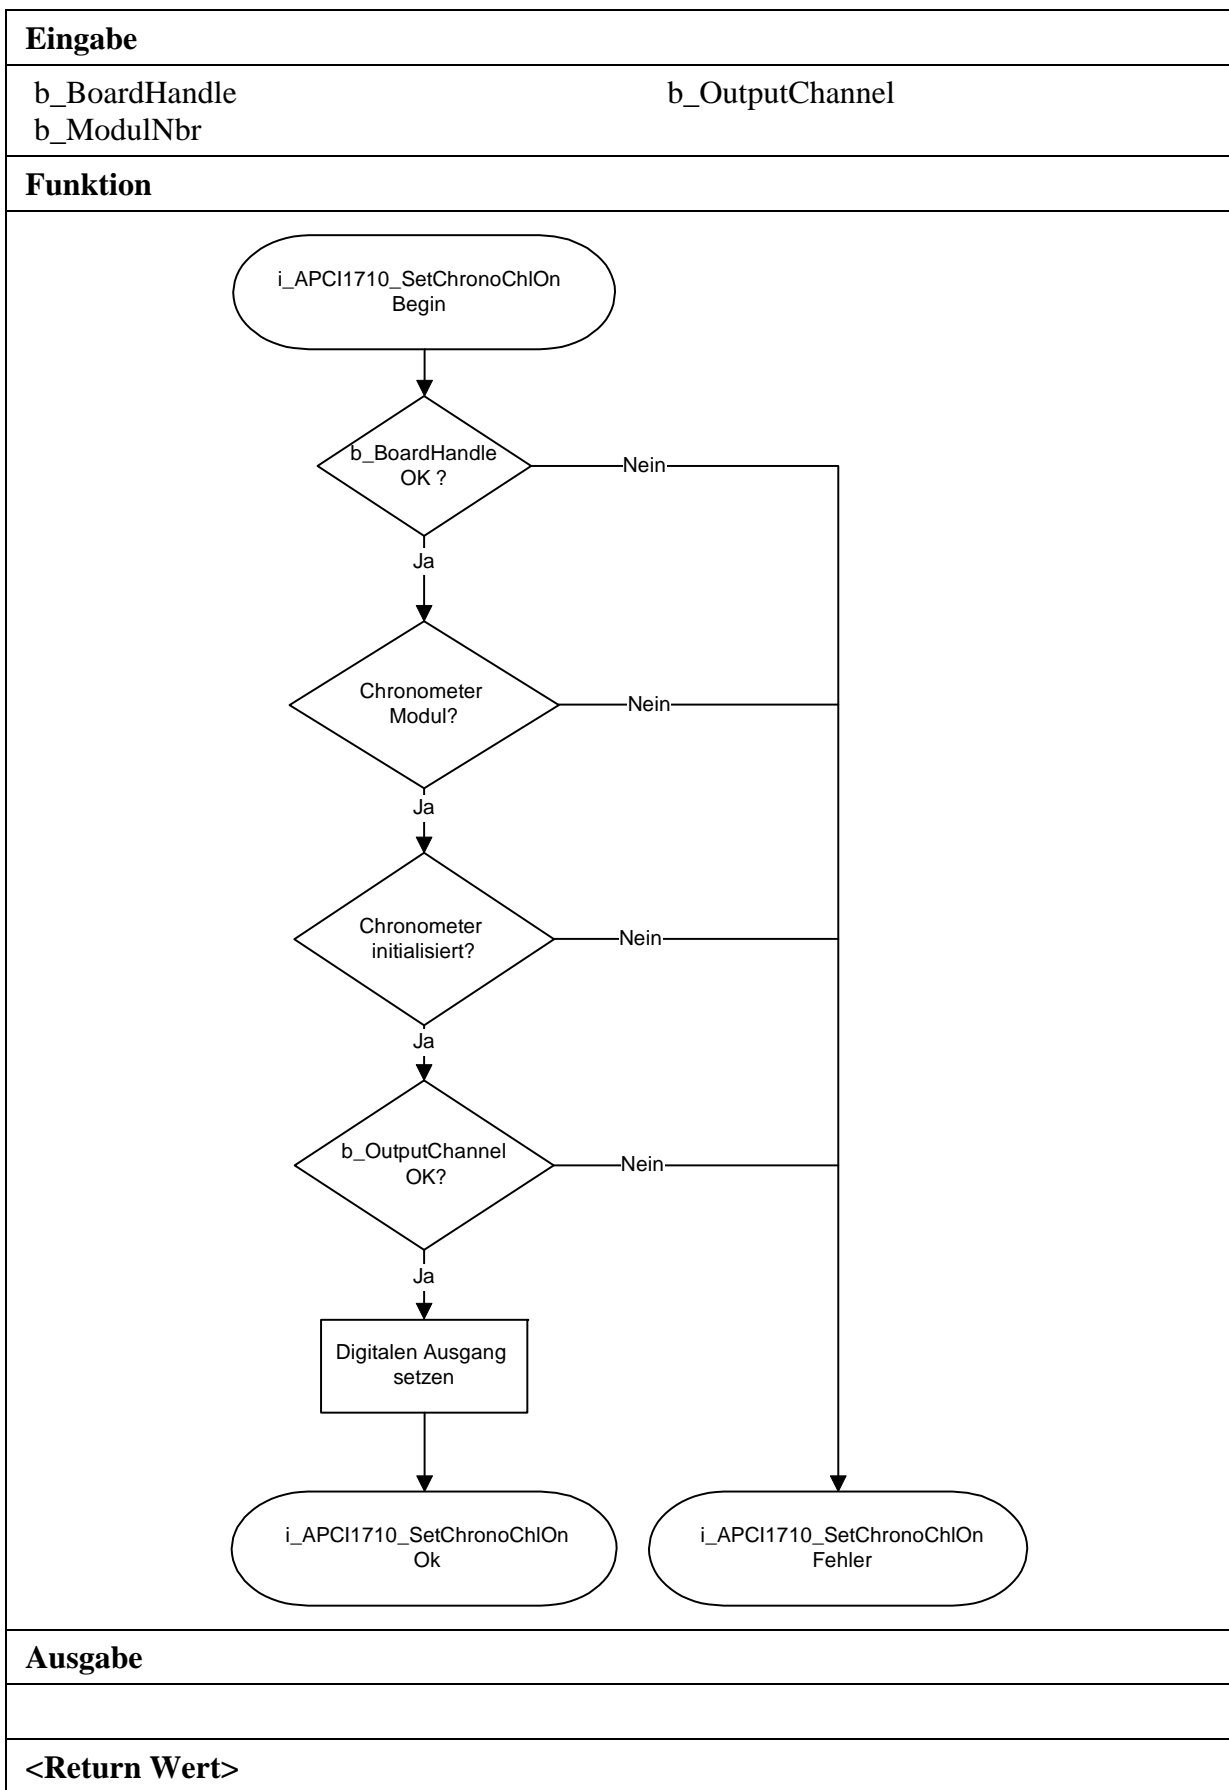 Eingabe
b_BoardHandle b_OutputChannel
b_ModulNbr
Funktion
i_APCI1710_SetChronoChlOn
Begin
b_BoardHandle
OK ?
Nein
Ja
Chronometer
Modul?
Nein
Ja
Chronometer
initialisiert?
Nein
Ja
b_OutputChannel
OK?
Nein
Ja
Digitalen Ausgang
setzen
i_APCI1710_SetChronoChlOn
Ok
i_APCI1710_SetChronoChlOn
Fehler
Ausgabe
<Return Wert>